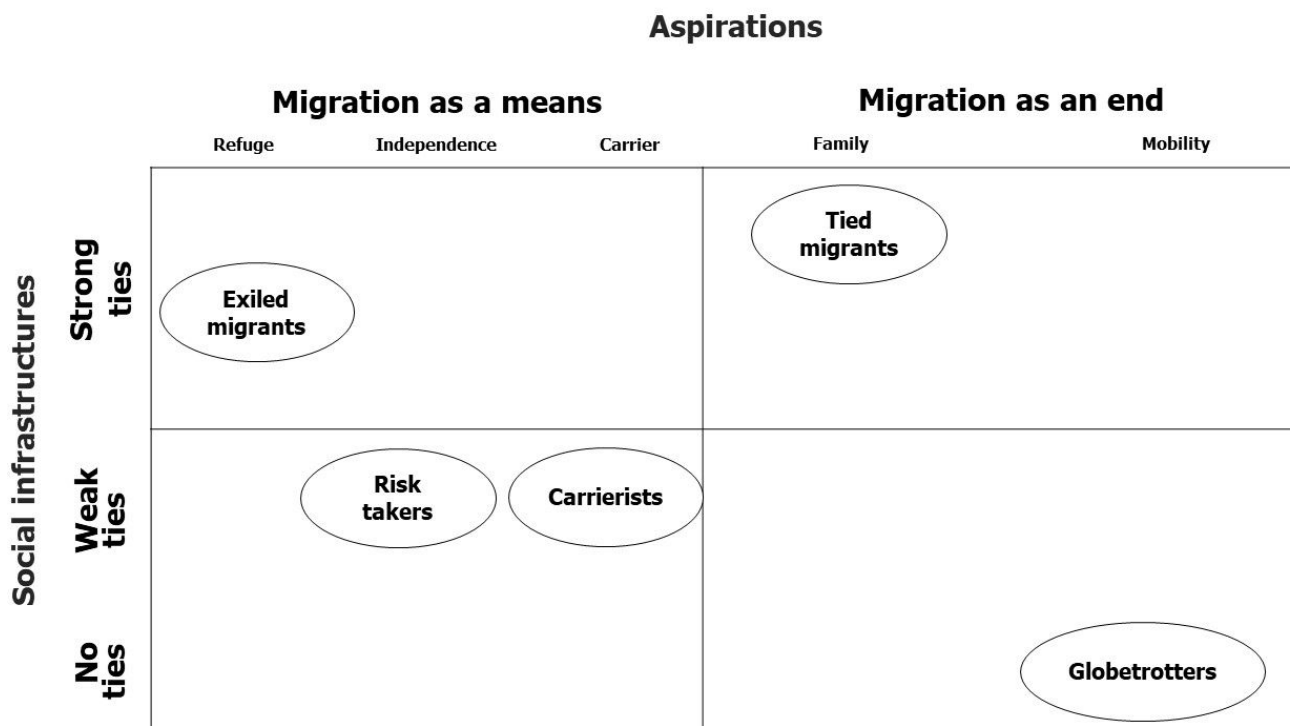 Aspirations
Migration as a means
Migration as an end
Refuge
Independence
Carrier
Family
Mobility
Social infrastructures
Strong
ties
Tied
migrants
Exiled
migrants
Weak
ties
Risk
takers
Carrierists
No
ties
Globetrotters